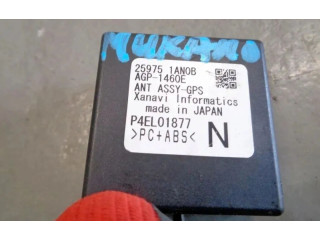 MURANO
25975 1AN0B
AGP-1460E
ANT ASSY-GPS
Xanavi Informatics
made in JAPAN
P4EL01877
>PC+ABS< N